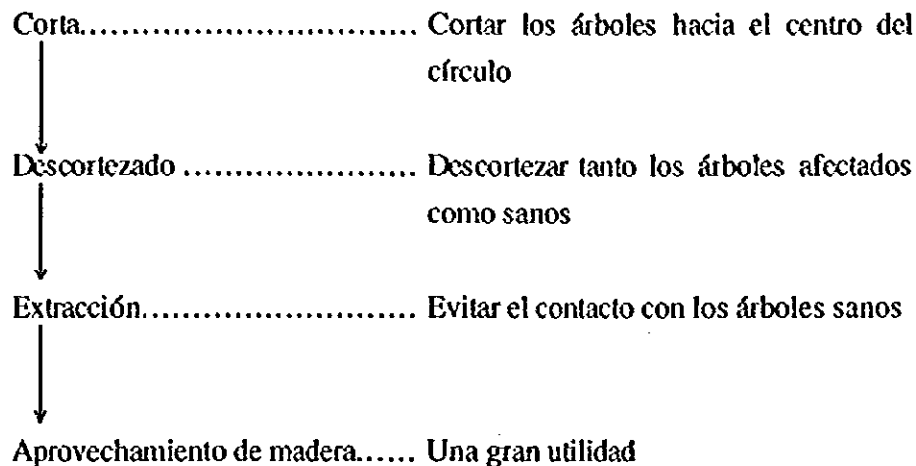 Corta.................................. Cortar los árboles hacia el centro del
círculo
Descortezado ........................ Descortezar tanto los árboles afectados
como sanos
Extracción........................... Evitar el contacto con los árboles sanos
Aprovechamiento de madera...... Una gran utilidad